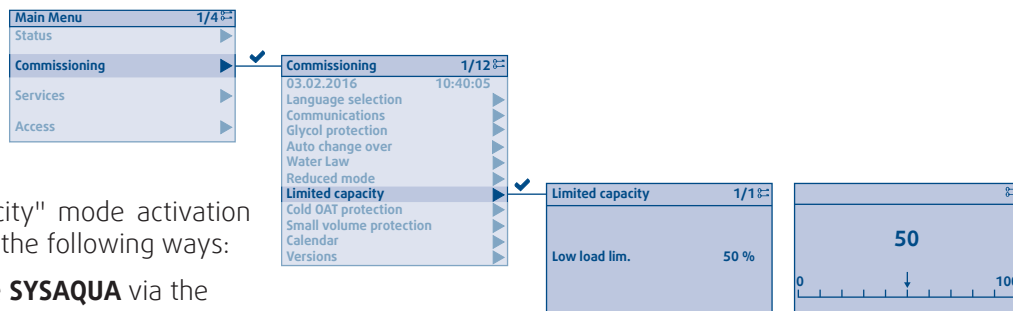 Main Menu 1/4
Status
Commissioning
Services
Access
Commissioning 1/12
03.02.2016 10:40:05
Language selection
Communications
Glycol protection
Auto change over
Water Law
Reduced mode
Limited capacity
Cold OAT protection
Small volume protection
Calendar
Versions
Limited capacity 1/1
Low load lim. 50 %
50
0 100
city" mode activation
the following ways:
SYSAQUA via the